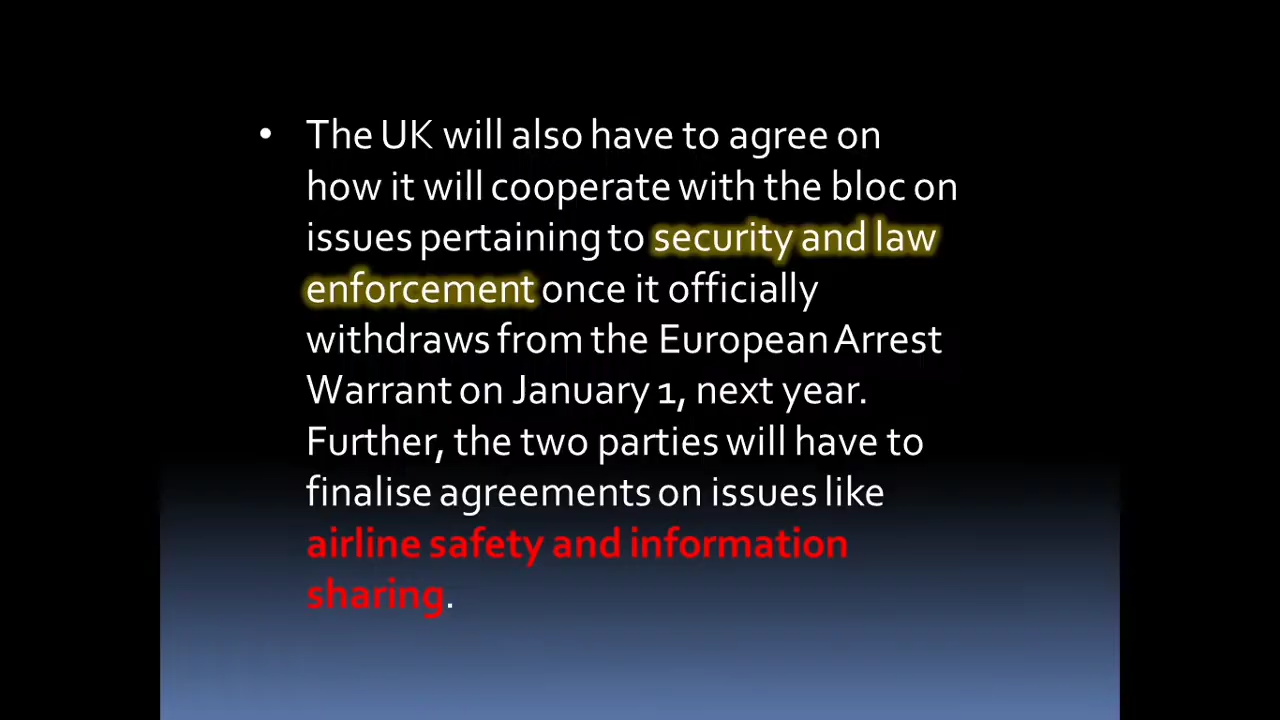 • The UK will also have to agree on
how it will cooperate with the bloc on
issues pertaining to security and law
enforcement once it officially
withdraws from the European Arrest
Warrant on January 1, next year.
Further, the two parties will have to
finalise agreements on issues like
airline safety and information
sharing.